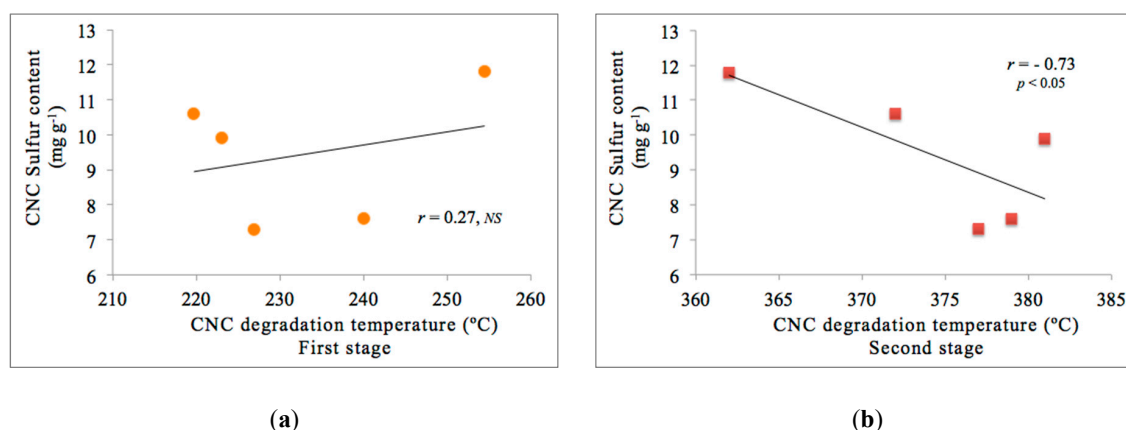 CNC Sulfur content
(mg g-1)
13
12
11
10
9
8
7
6
r = 0.27, NS
210 220 230 240 250 260
CNC degradation temperature (ºC)
First stage
(a)
CNC Sulfur content
(mg g-1)
13
12
11
10
9
8
7
6
r = - 0.73
p < 0.05
360 365 370 375 380 385
CNC degradation temperature (ºC)
Second stage
(b)